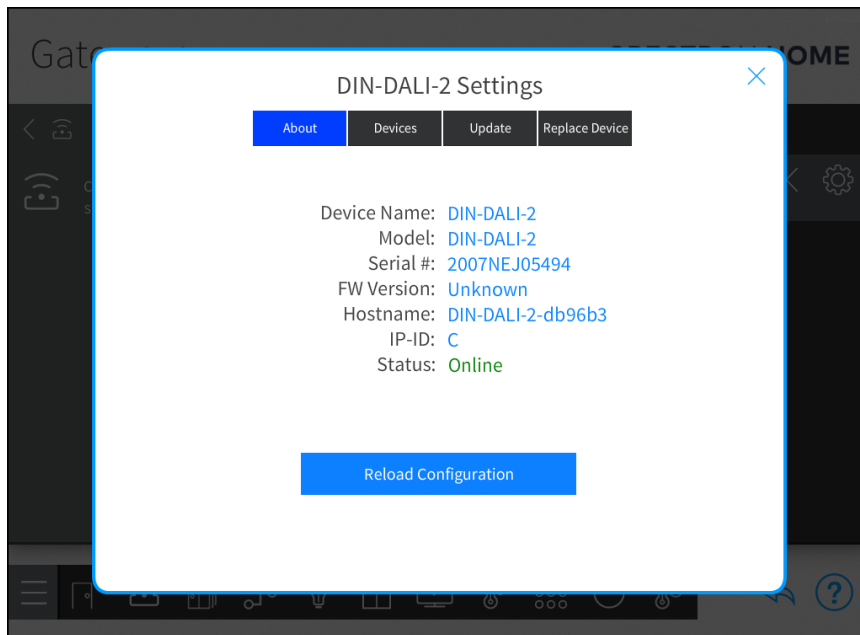 DIN-DALI-2 Settings
About Devices Update Replace Device
Device Name: DIN-DALI-2
Model: DIN-DALI-2
Serial #: 2007NEJ05494
FW Version: Unknown
Hostname: DIN-DALI-2-db96b3
IP-ID: C
Status: Online
Reload Configuration
?